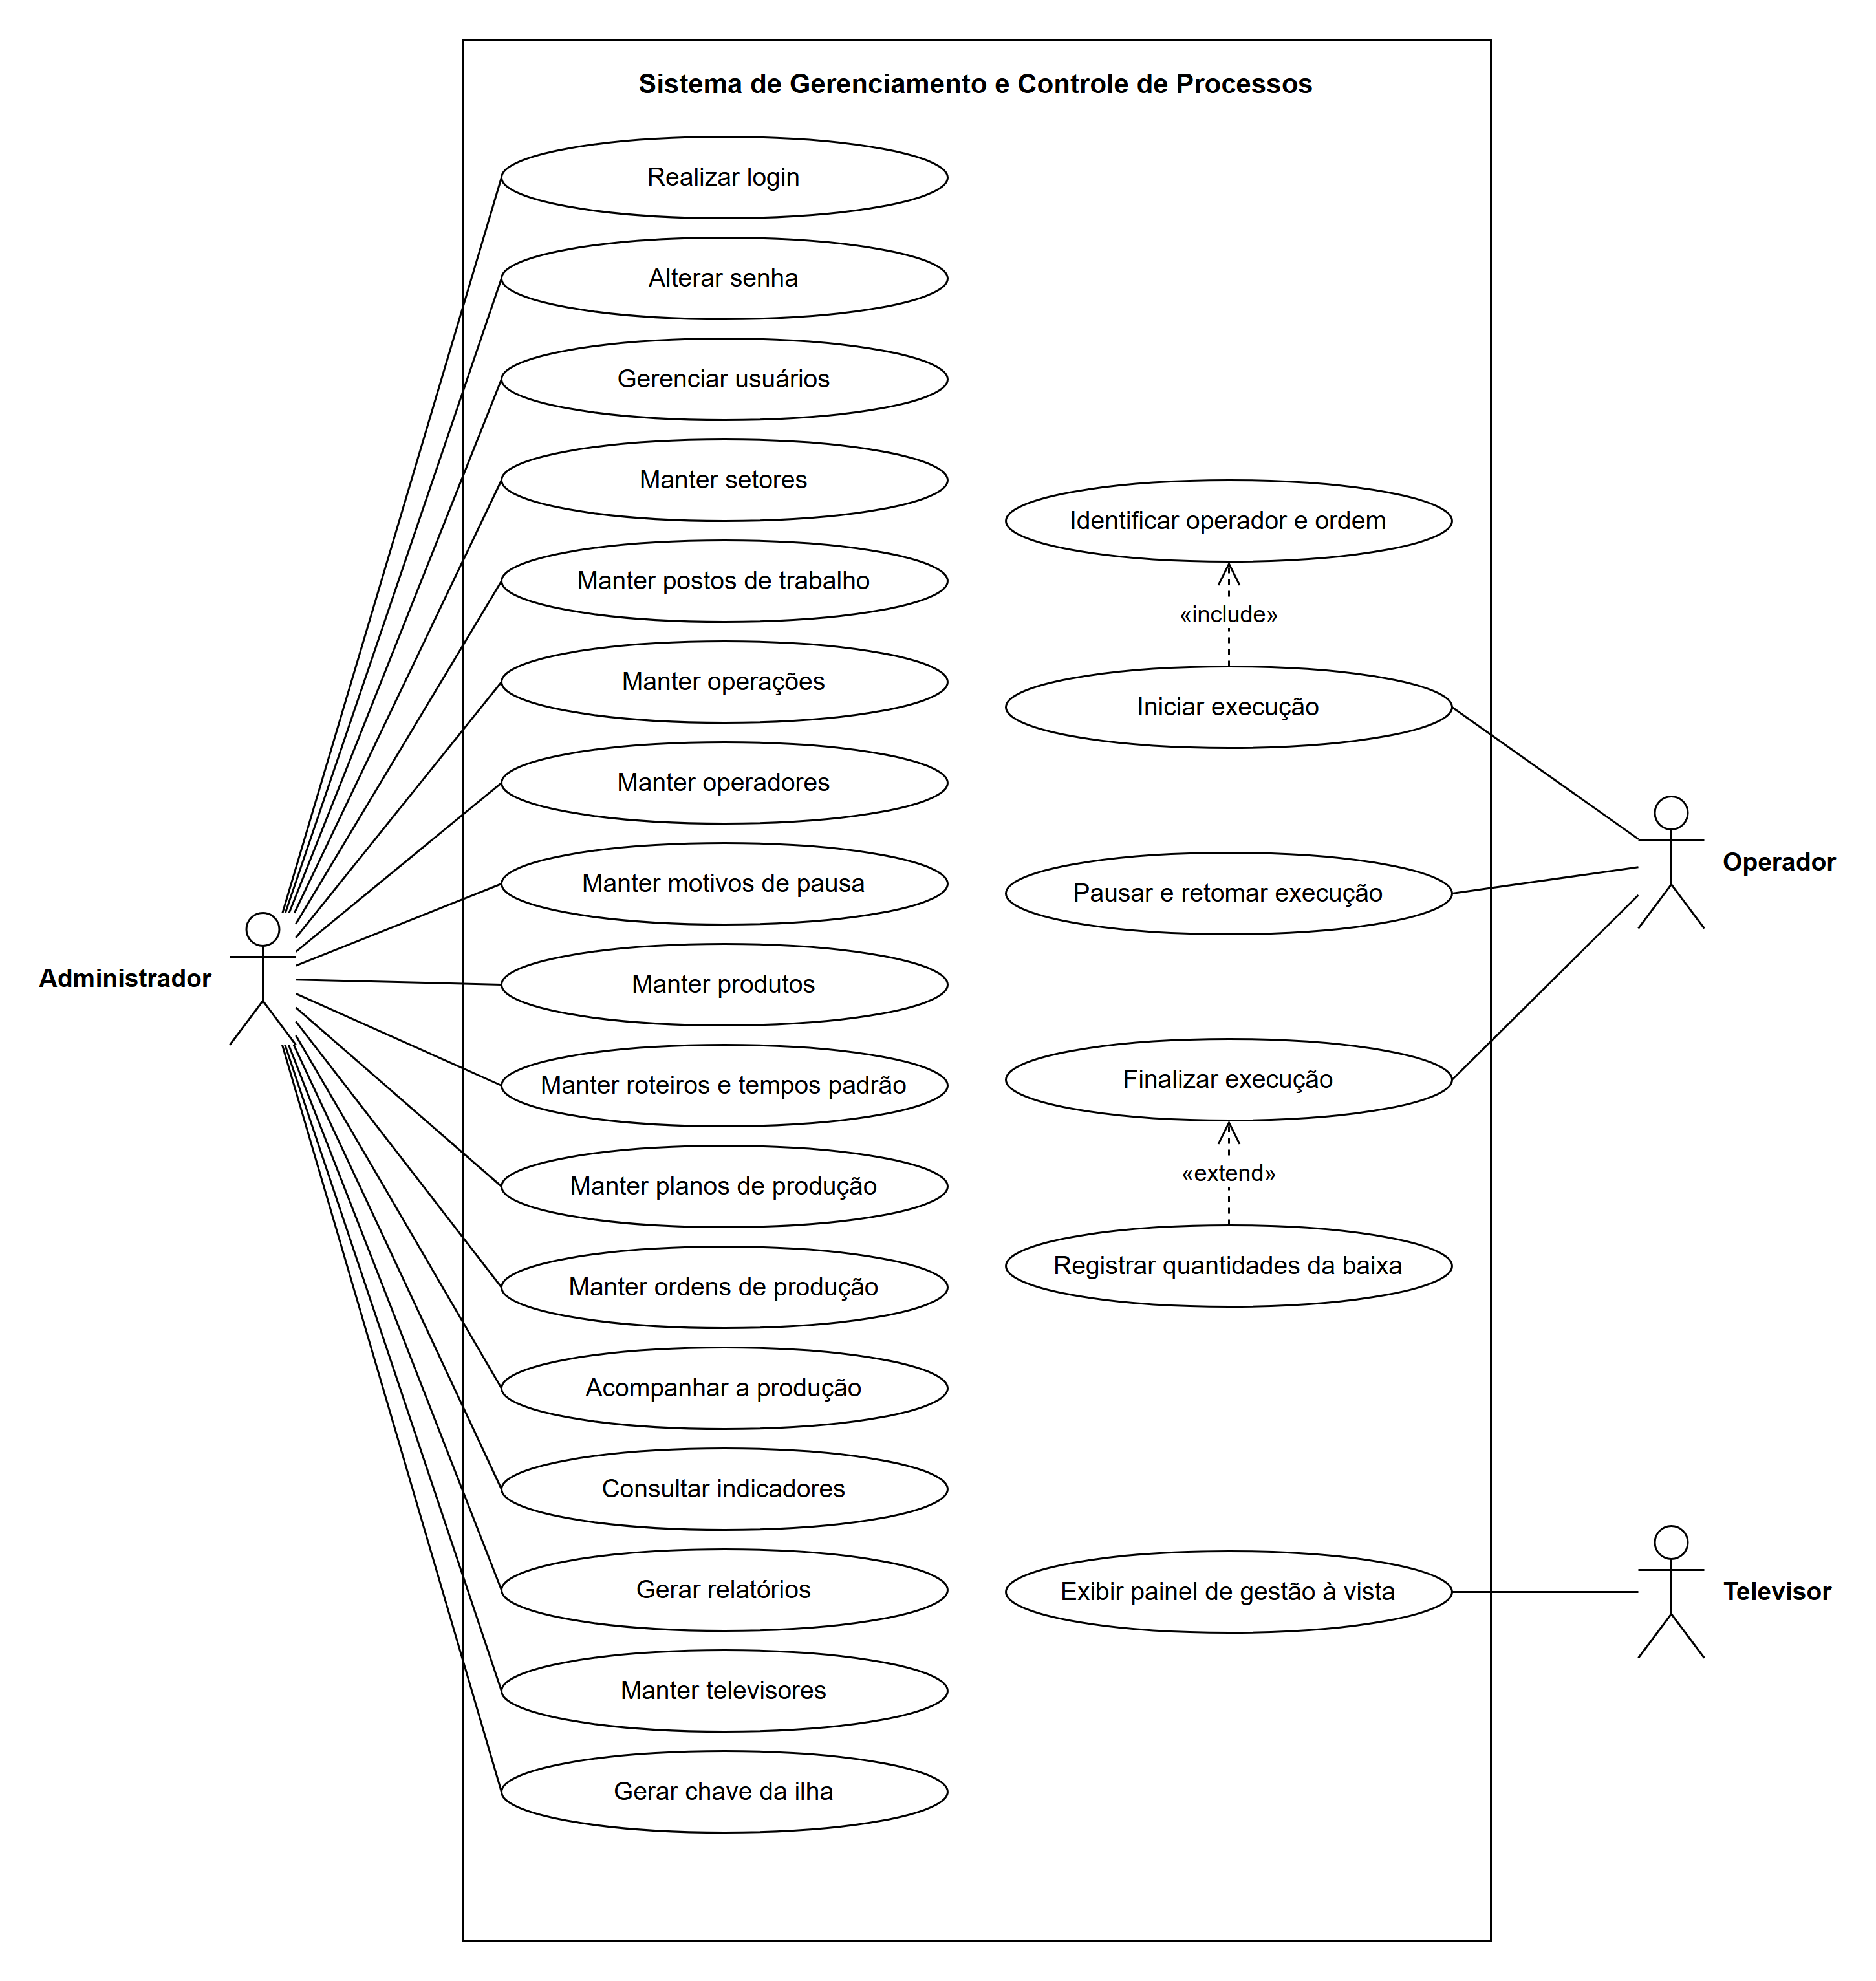 Sistema de Gerenciamento e Controle de Processos
Realizar login
Alterar senha
Gerenciar usuários
Manter setores
Manter postos de trabalho
Manter operações
Manter operadores
Manter motivos de pausa
Manter produtos
Manter roteiros e tempos padrão
Manter planos de produção
Manter ordens de produção
Acompanhar a produção
Consultar indicadores
Gerar relatórios
Manter televisores
Gerar chave da ilha
Administrador
Identificar operador e ordem
«include»
Iniciar execução
Pausar e retomar execução
Finalizar execução
«extend»
Registrar quantidades da baixa
Exibir painel de gestão à vista
Operador
Televisor